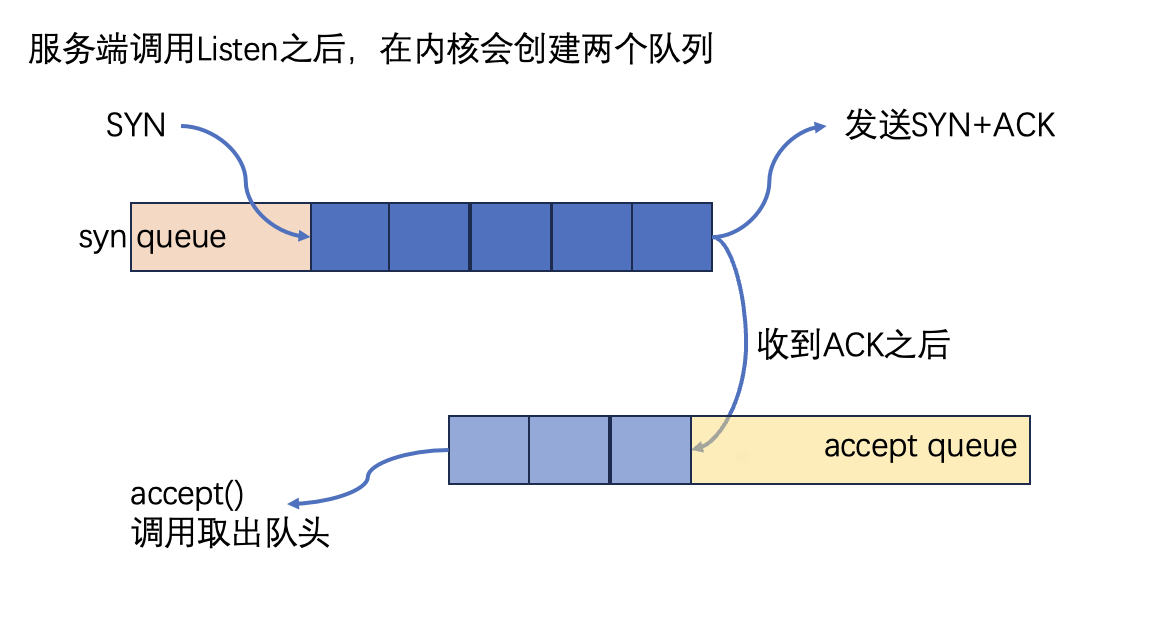 服务端调用Listen之后，在内核会创建两个队列
SYN
发送SYN+ACK
syn queue
收到ACK之后
accept queue
accept()
调用取出队头